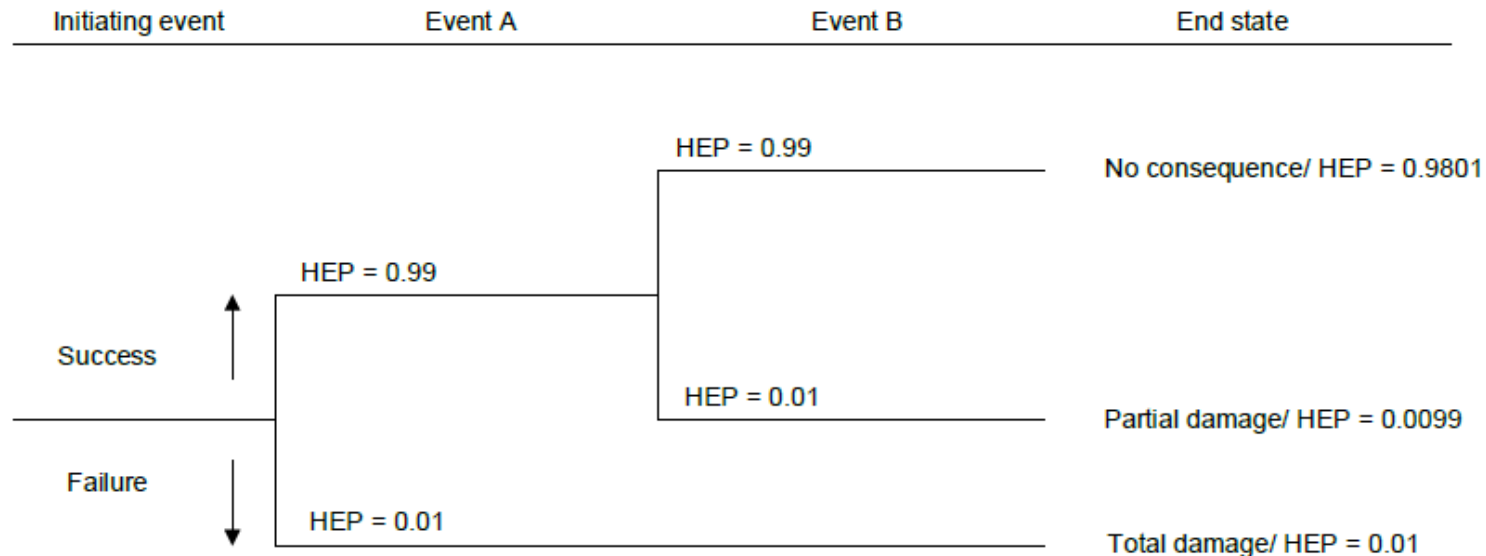 Initiating event Event A Event B End state
HEP = 0.99
No consequence/ HEP = 0.9801
HEP = 0.99
Success
HEP = 0.01
Partial damage/ HEP = 0.0099
Failure
HEP = 0.01
Total damage/ HEP = 0.01